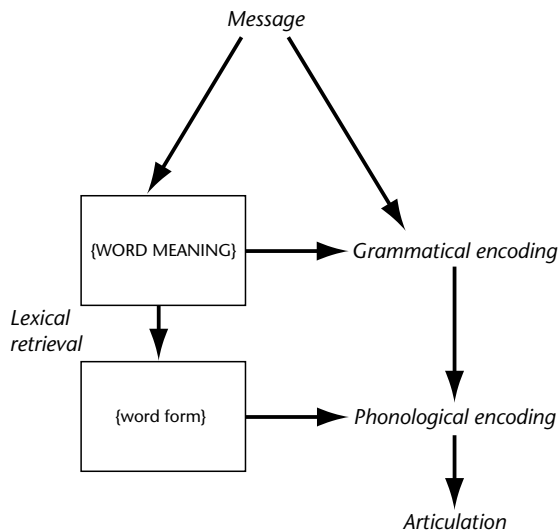 Message
{WORD MEANING}
Grammatical encoding
Lexical
retrieval
{word form}
Phonological encoding
Articulation